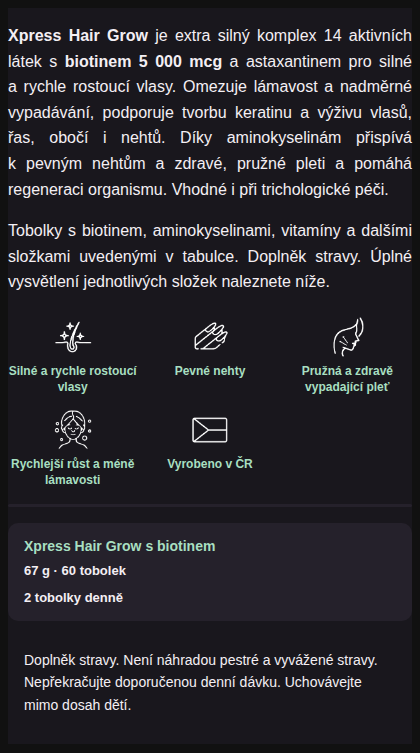 Xpress Hair Grow je extra silný komplex 14 aktivních
látek s biotinem 5 000 mcg a astaxantinem pro silné
a rychle rostoucí vlasy. Omezuje lámavost a nadměrné
vypadávání, podporuje tvorbu keratinu a výživu vlasů,
řas, obočí i nehtů. Díky aminokyselinám přispívá
k pevným nehtům a zdravé, pružné pleti a pomáhá
regeneraci organismu. Vhodné i při trichologické péči.
Tobolky s biotinem, aminokyselinami, vitamíny a dalšími
složkami uvedenými v tabulce. Doplněk stravy. Úplné
vysvětlení jednotlivých složek naleznete níže.
Silné a rychle rostoucí
vlasy
Pevné nehty
Pružná a zdravě
vypadající pleť
Rychlejší růst a méně
lámavosti
Vyrobeno v ČR
Xpress Hair Grow s biotinem
67 g · 60 tobolek
2 tobolky denně
Doplněk stravy. Není náhradou pestré a vyvážené stravy.
Nepřekračujte doporučenou denní dávku. Uchovávejte
mimo dosah dětí.